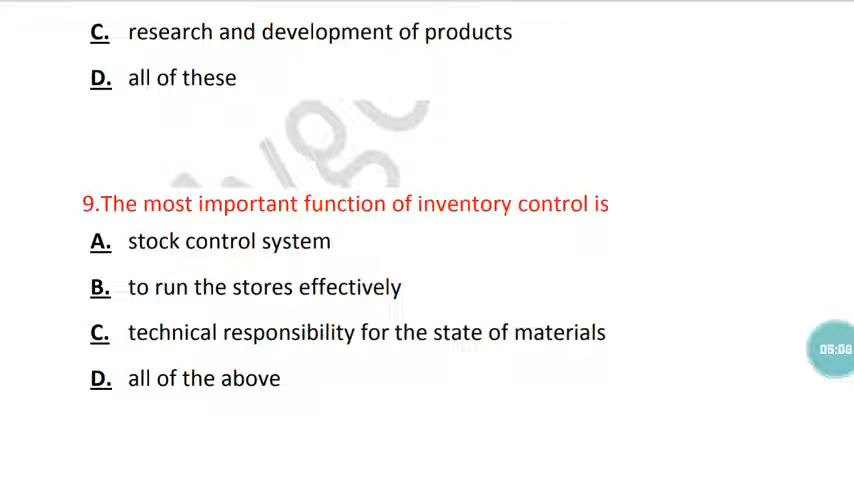 C. research and development of products
D. all of these
9.The most important function of inventory control is
A. stock control system
B. to run the stores effectively
C. technical responsibility for the state of materials
D. all of the above
05:08